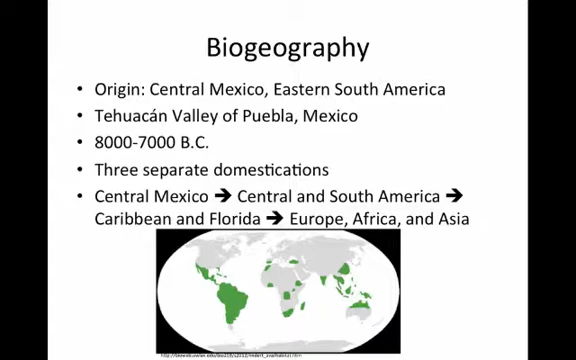 Biogeography
• Origin: Central Mexico, Eastern South America
• Tehuacán Valley of Puebla, Mexico
• 8000-7000 B.C.
• Three separate domestications
• Central Mexico → Central and South America →
Caribbean and Florida → Europe, Africa, and Asia